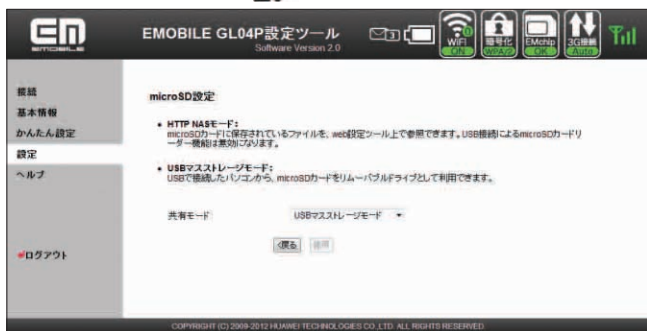 EM
EMOBILE
EMOBILE GL04P設定ツール
Software Version 2.0
3
WiFi
ON
暗号化
WPA/2
EMchip
OK
3G接続
Auto
接続
基本情報
かんたん設定
設定
ヘルプ
ログアウト
microSD設定
• HTTP NASモード:
microSDカードに保存されているファイルを、web設定ツール上で参照できます。USB接続によるmicroSDカードリ
ーダー機能は無効になります。
• USBマスストレージモード:
USBで接続したパソコンから、microSDカードをリムーバブルドライブとして利用できます。
共有モード USBマスストレージモード
<戻る 適用
COPYRIGHT (C) 2009-2012 HUAWEI TECHNOLOGIES CO.,LTD. ALL RIGHTS RESERVED.